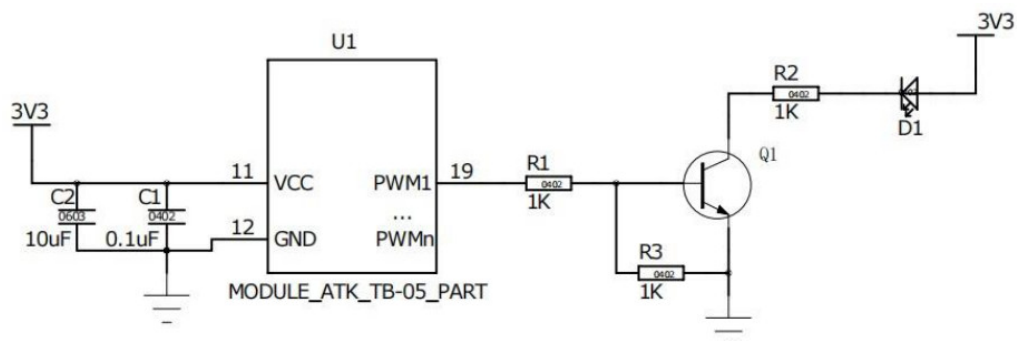 3V3
U1
R2
0402
1K
D1
3V3
C2
0603
10uF
C1
0402
0.1uF
11
VCC
PWM1
19
R1
0402
1K
Q1
12
GND
...
PWMn
R3
0402
1K
MODULE_ATK_TB-05_PART